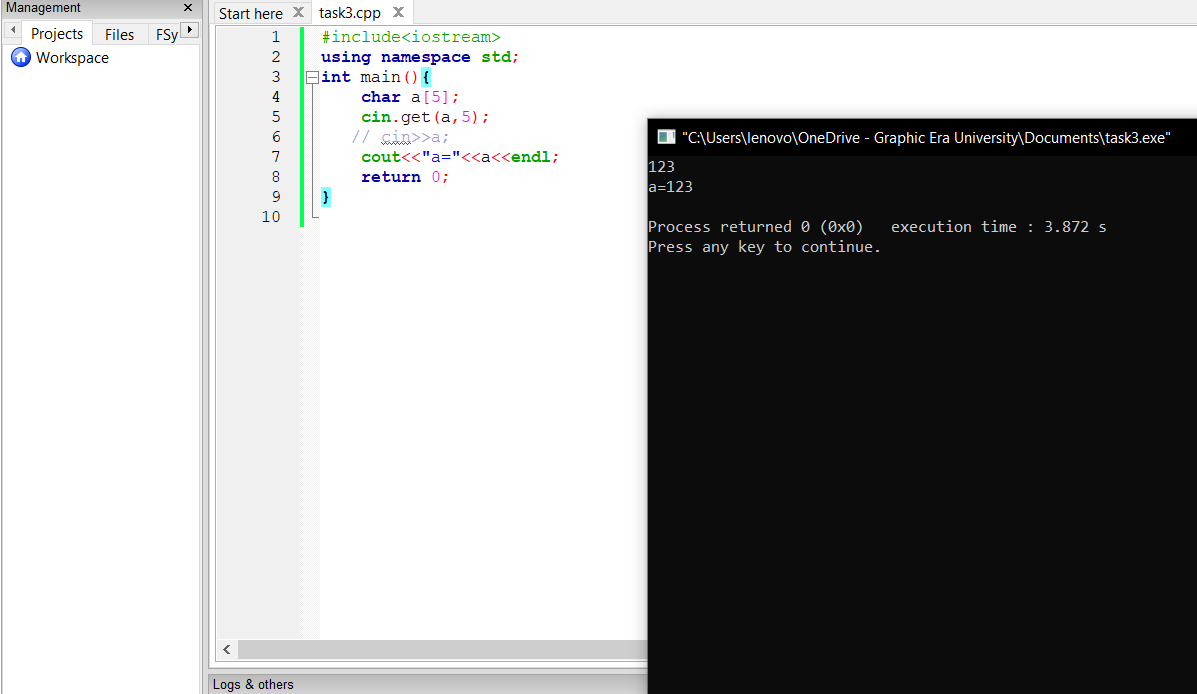 Management
Projects Files FSy
Workspace
Start here task3.cpp
1 #include<iostream>
2 using namespace std;
3 int main(){
4 char a[5];
5 cin.get(a,5);
6 // cin>>a;
7 cout<<"a="<<a<<endl;
8 return 0;
9 }
10
Logs & others
"C:\Users\lenovo\OneDrive - Graphic Era University\Documents\task3.exe"
123
a=123
Process returned 0 (0x0) execution time : 3.872 s
Press any key to continue.